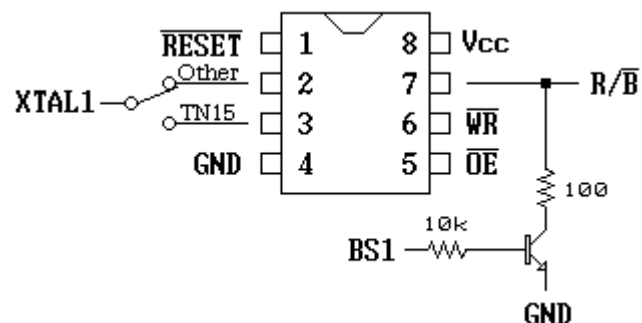 RESET 1 8 Vcc
Other 2 7 R/B
XTAL1
TN15 3 6 WR
GND 4 5 OE
100
10k
BS1
GND